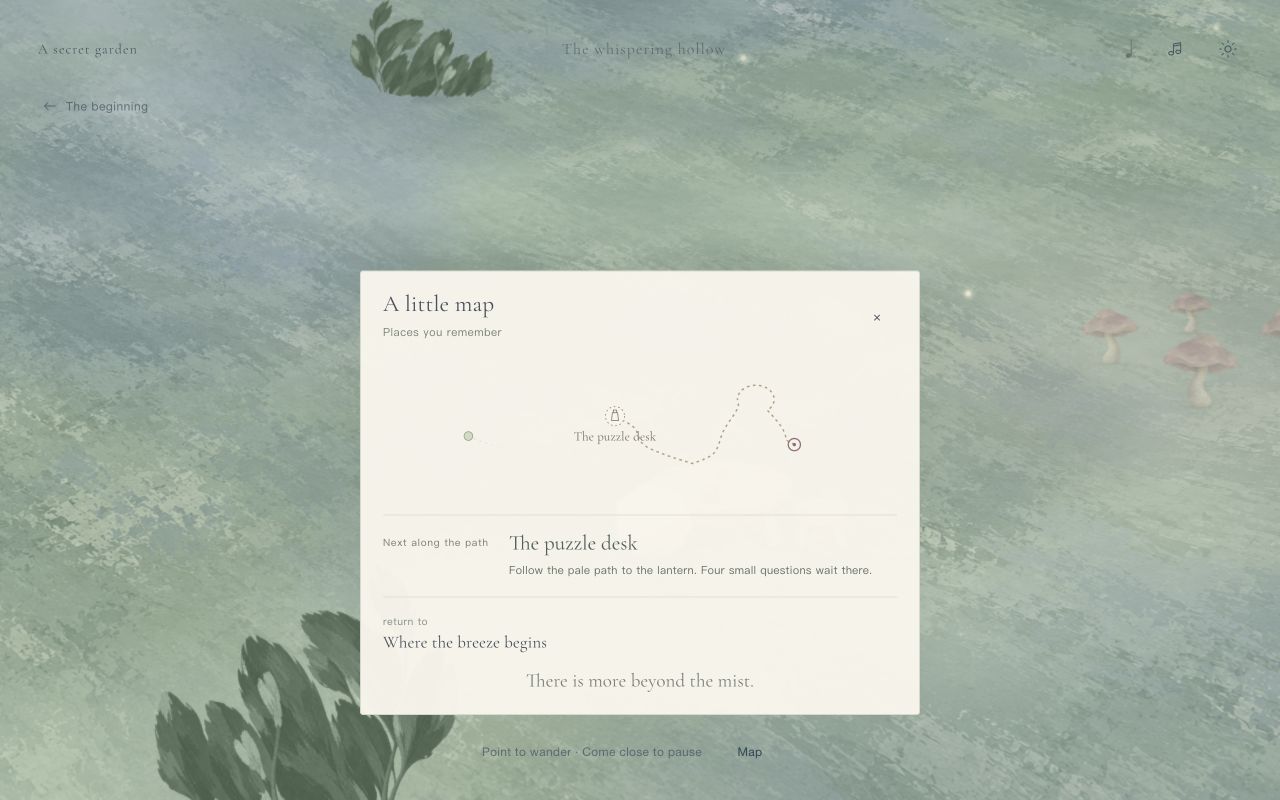 A secret garden
The whispering hollow
← The beginning
A little map
Places you remember
×
The puzzle desk
Next along the path
The puzzle desk
Follow the pale path to the lantern. Four small questions wait there.
return to
Where the breeze begins
There is more beyond the mist.
Point to wander · Come close to pause
Map